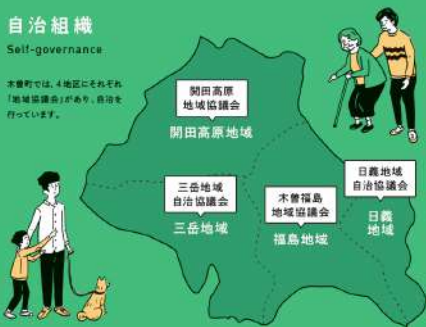 自治組織
Self-governance
木曽町では、4地区にそれぞれ
「地域協議会」があり、自治を
行っています。
開田高原
地域協議会
開田高原地域
三岳地域
自治協議会
三岳地域
木曽福島
地域協議会
福島地域
日義地域
自治協議会
日義
地域